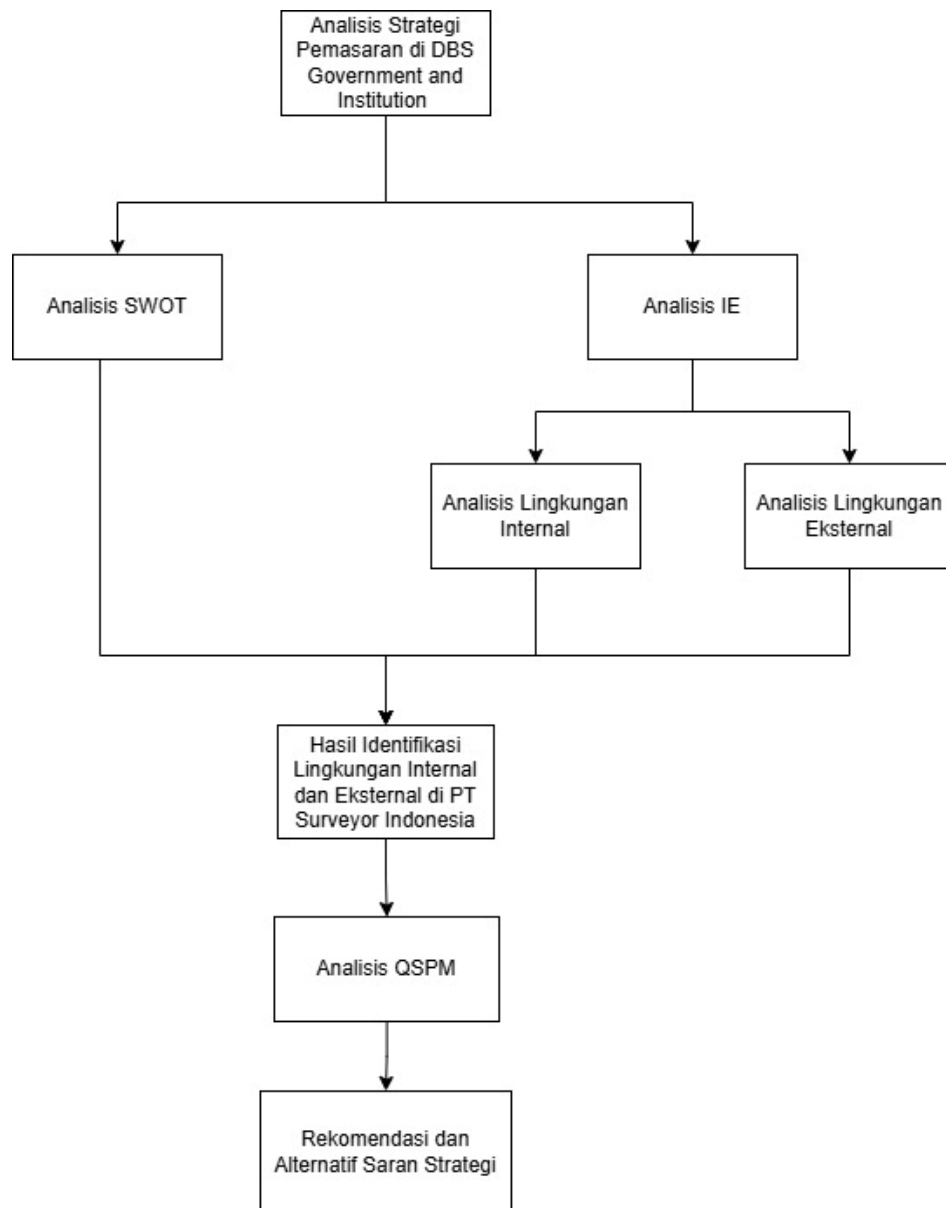 Analisis Strategi
Pemasaran di DBS
Government and
Institution
Analisis SWOT
Analisis IE
Analisis Lingkungan
Internal
Analisis Lingkungan
Eksternal
Hasil Identifikasi
Lingkungan Internal
dan Eksternal di PT
Surveyor Indonesia
Analisis QSPM
Rekomendasi dan
Alternatif Saran Strategi